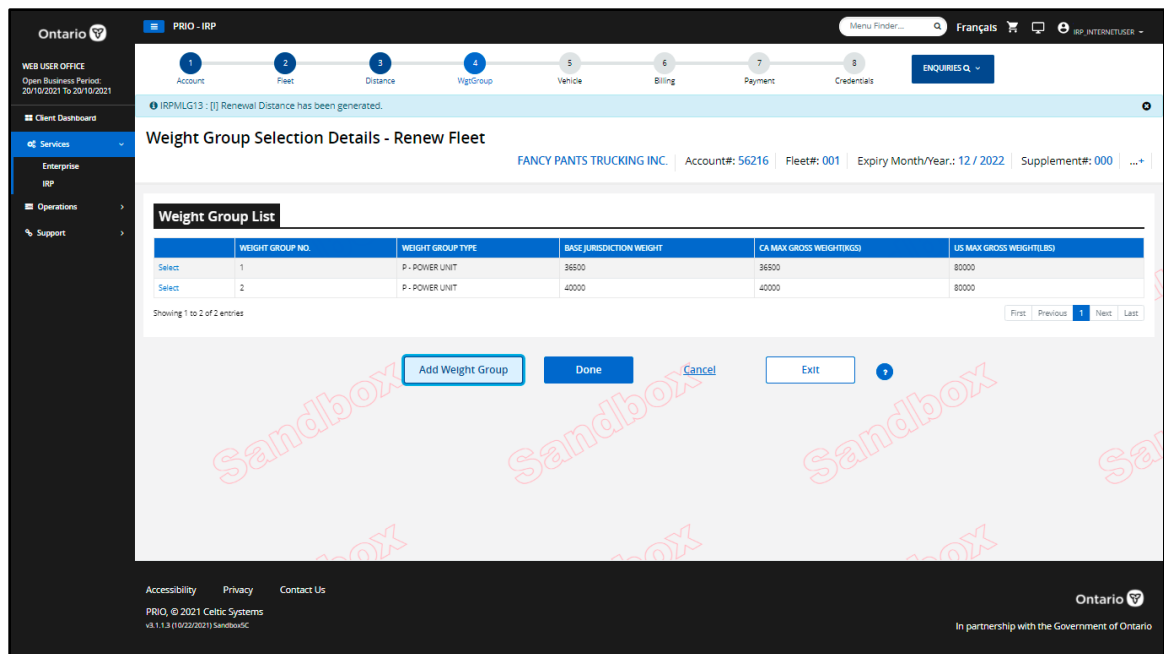 Ontario
PRIO - IRP
Menu Finder...
Français
IRP_INTERNETUSER
WEB USER OFFICE
Open Business Period:
20/10/2021 To 20/10/2021
Client Dashboard
Services
Enterprise
IRP
Operations
Support
1 2 3 4 5 6 7 8
Account Fleet Distance WgtGroup Vehicle Billing Payment Credentials
ENQUIRIES
IRPMLG13 : [I] Renewal Distance has been generated.
Weight Group Selection Details - Renew Fleet
FANCY PANTS TRUCKING INC. Account#: 56216 Fleet#: 001 Expiry Month/Year.: 12 / 2022 Supplement#: 000 ...+
Weight Group List
WEIGHT GROUP NO. WEIGHT GROUP TYPE BASE JURISDICTION WEIGHT CA MAX GROSS WEIGHT(KGS) US MAX GROSS WEIGHT(LBS)
Select 1 P - POWER UNIT 36500 36500 80000
Select 2 P - POWER UNIT 40000 40000 80000
Showing 1 to 2 of 2 entries
First Previous 1 Next Last
Add Weight Group Done Cancel Exit ?
Sandbox Sandbox Sandbox Sandbox
Accessibility Privacy Contact Us
PRIO, © 2021 Celtic Systems
v3.1.1.3 (10/22/2021) Sandbox5C
Ontario
In partnership with the Government of Ontario